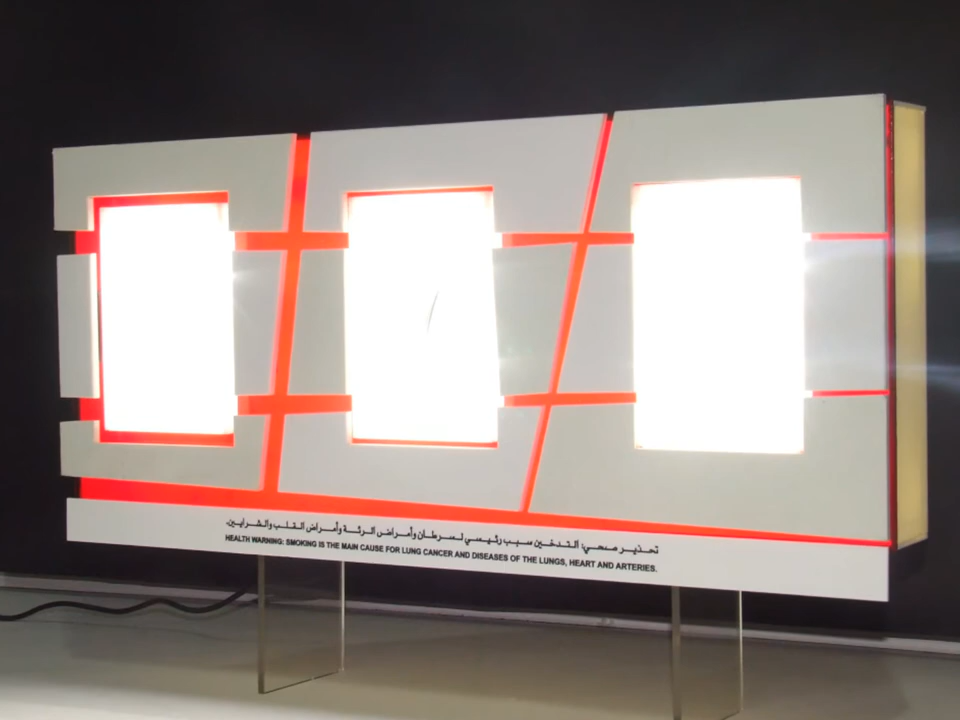 تحذير صحي: التدخين سبب رئيسي لسرطان وأمراض الرئة وأمراض القلب والشرايين.
HEALTH WARNING: SMOKING IS THE MAIN CAUSE FOR LUNG CANCER AND DISEASES OF THE LUNGS, HEART AND ARTERIES.